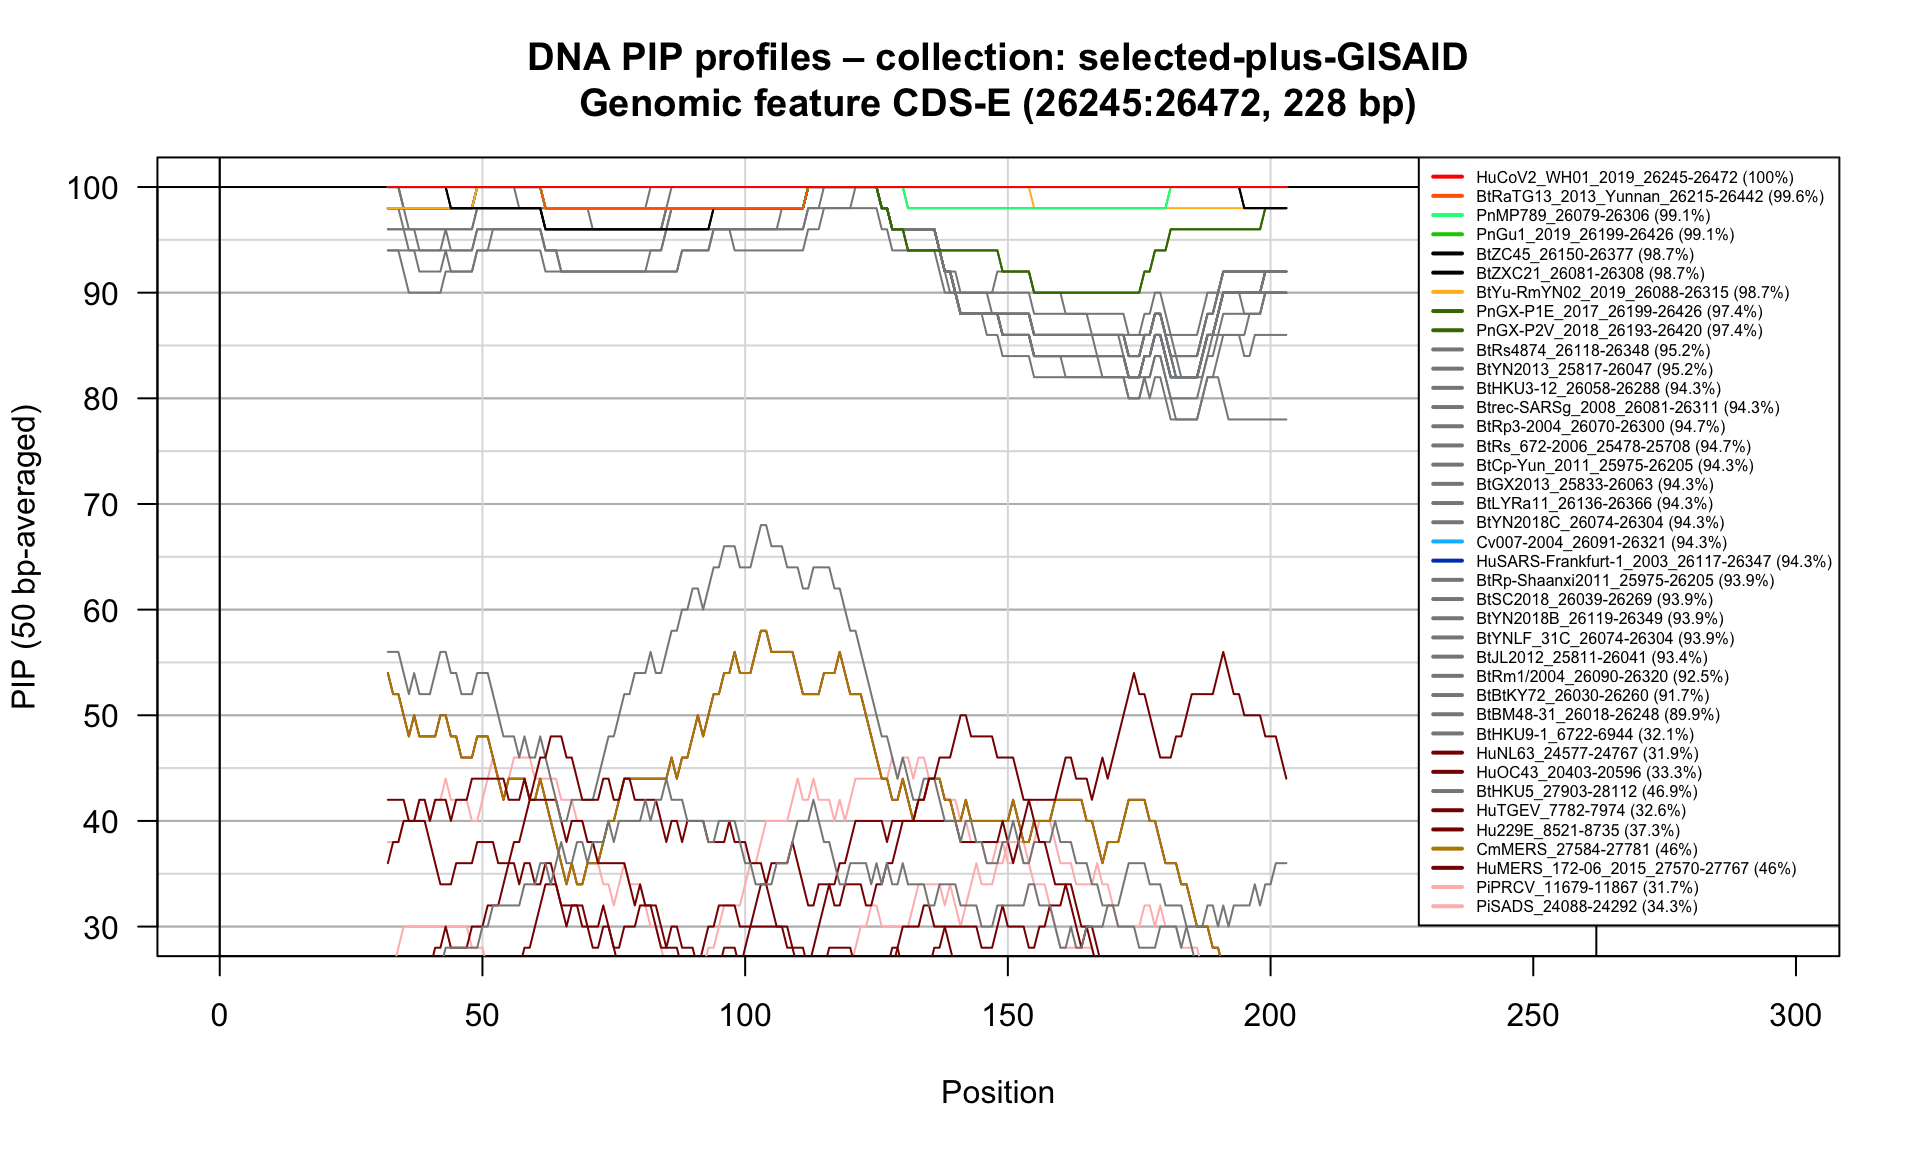 DNA PIP profiles – collection: selected-plus-GISAID
Genomic feature CDS-E (26245:26472, 228 bp)
PIP (50 bp-averaged)
100
90
80
70
60
50
40
30
0
50
100
150
200
250
300
Position
HuCoV2_WH01_2019_26245-26472 (100%)
BtRaTG13_2013_Yunnan_26215-26442 (99.6%)
PnMP789_26079-26306 (99.1%)
PnGu1_2019_26199-26426 (99.1%)
BtZC45_26150-26377 (98.7%)
BtZXC21_26081-26308 (98.7%)
BtYu-RmYN02_2019_26088-26315 (98.7%)
PnGX-P1E_2017_26199-26426 (97.4%)
PnGX-P2V_2018_26193-26420 (97.4%)
BtRs4874_26118-26348 (95.2%)
BtYN2013_25817-26047 (95.2%)
BtHKU3-12_26058-26288 (94.3%)
Btrec-SARSg_2008_26081-26311 (94.3%)
BtRp3-2004_26070-26300 (94.7%)
BtRs_672-2006_25478-25708 (94.7%)
BtCp-Yun_2011_25975-26205 (94.3%)
BtGX2013_25833-26063 (94.3%)
BtLYRa11_26136-26366 (94.3%)
BtYN2018C_26074-26304 (94.3%)
Cv007-2004_26091-26321 (94.3%)
HuSARS-Frankfurt-1_2003_26117-26347 (94.3%)
BtRp-Shaanxi2011_25975-26205 (93.9%)
BtSC2018_26039-26269 (93.9%)
BtYN2018B_26119-26349 (93.9%)
BtYNLF_31C_26074-26304 (93.9%)
BtJL2012_25811-26041 (93.4%)
BtRm1/2004_26090-26320 (92.5%)
BtBtKY72_26030-26260 (91.7%)
BtBM48-31_26018-26248 (89.9%)
BtHKU9-1_6722-6944 (32.1%)
HuNL63_24577-24767 (31.9%)
HuOC43_20403-20596 (33.3%)
BtHKU5_27903-28112 (46.9%)
HuTGEV_7782-7974 (32.6%)
Hu229E_8521-8735 (37.3%)
CmMERS_27584-27781 (46%)
HuMERS_172-06_2015_27570-27767 (46%)
PiPRCV_11679-11867 (31.7%)
PiSADS_24088-24292 (34.3%)